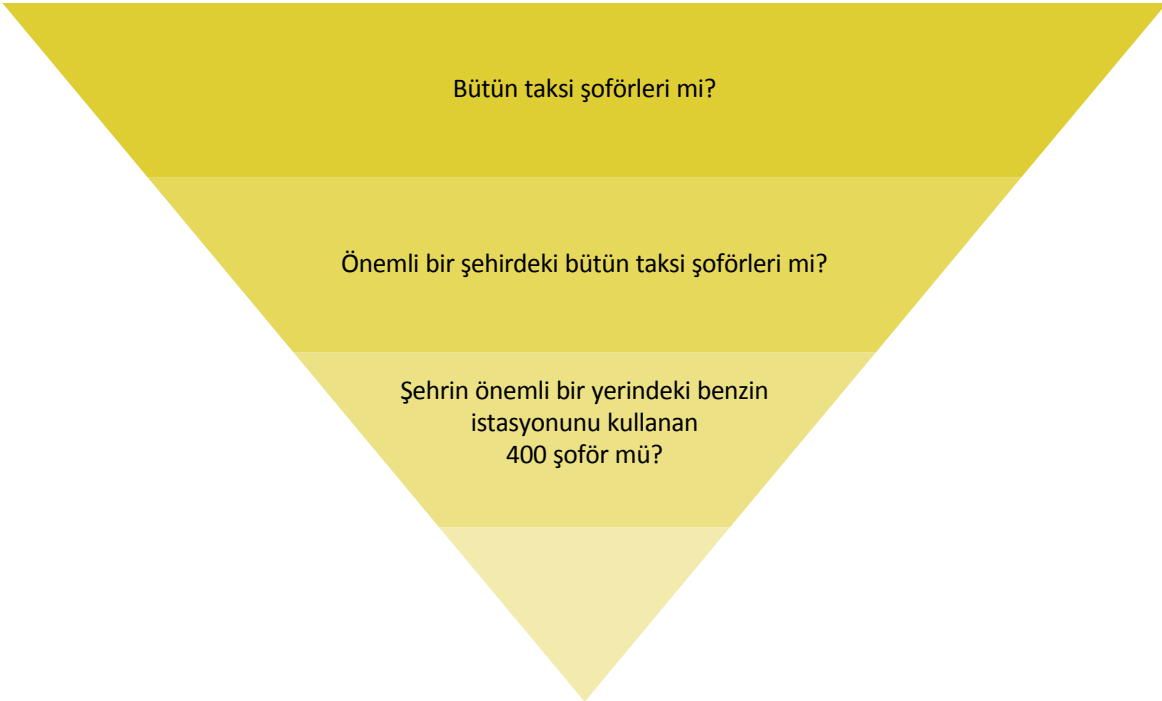 Bütün taksi şoförleri mi?
Önemli bir şehirdeki bütün taksi şoförleri mi?
Şehrin önemli bir yerindeki benzin
istasyonunu kullanan
400 şoför mü?